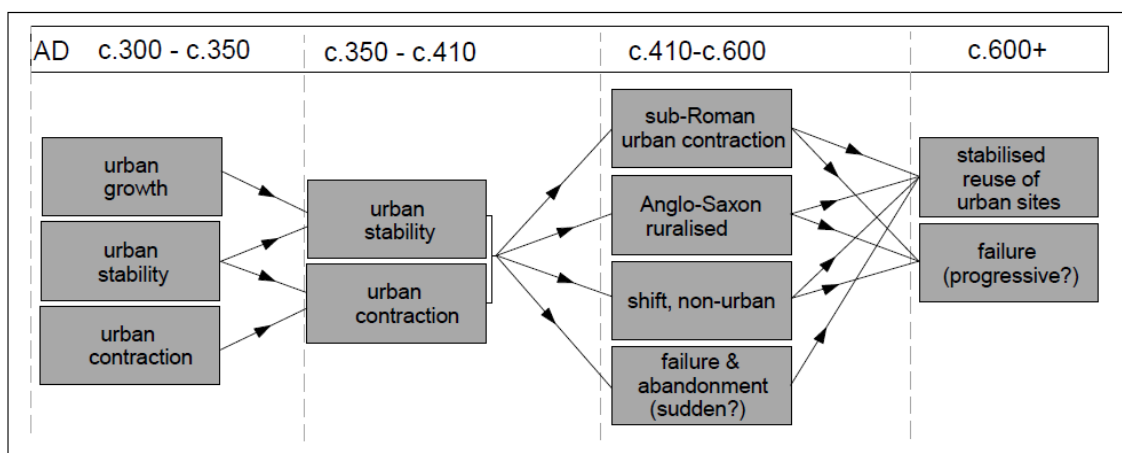 AD c.300 - c.350 c.350 - c.410 c.410-c.600 c.600+
urban
growth
urban
stability
urban
contraction
urban
stability
urban
contraction
sub-Roman
urban contraction
Anglo-Saxon
ruralised
shift, non-urban
failure &
abandonment
(sudden?)
stabilised
reuse of
urban sites
failure
(progressive?)